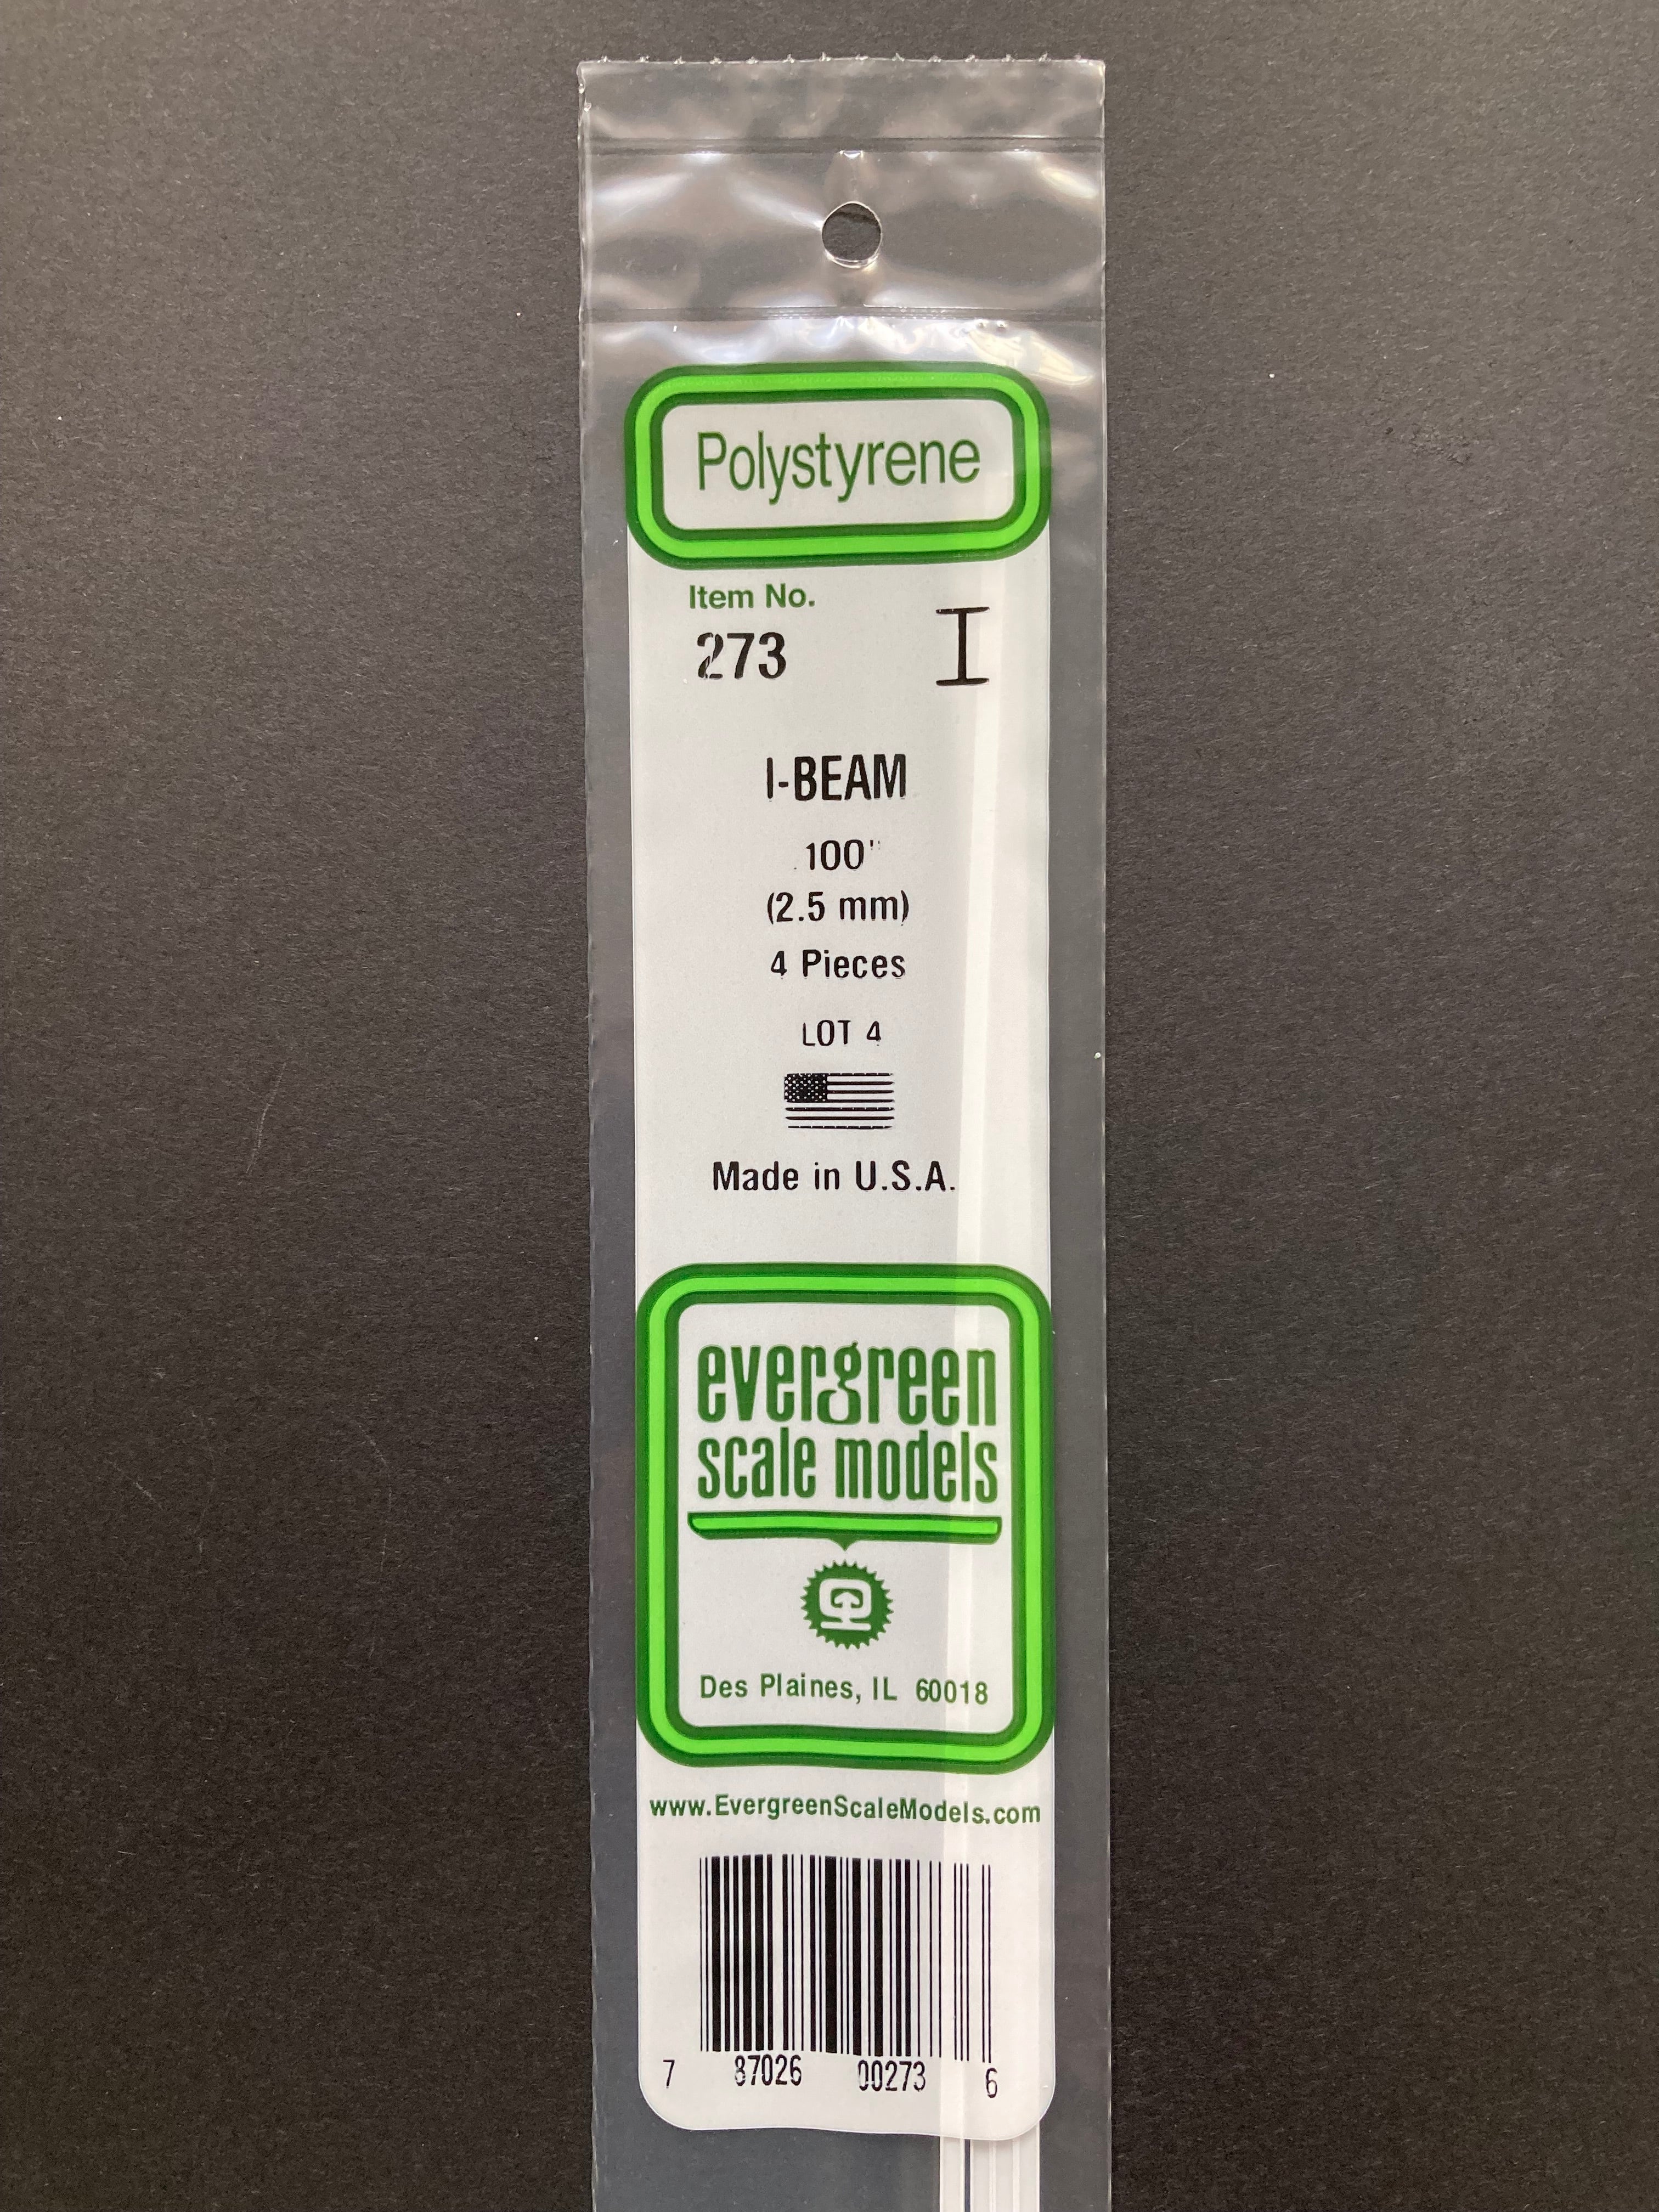 Polystyrene
Item No.
273
I-BEAM
.100"
(2.5 mm)
4 Pieces
LOT 4
Made in U.S.A.
evergreen
scale models
Des Plaines, IL 60018
www.EvergreenScaleModels.com
7 87026 00273 6